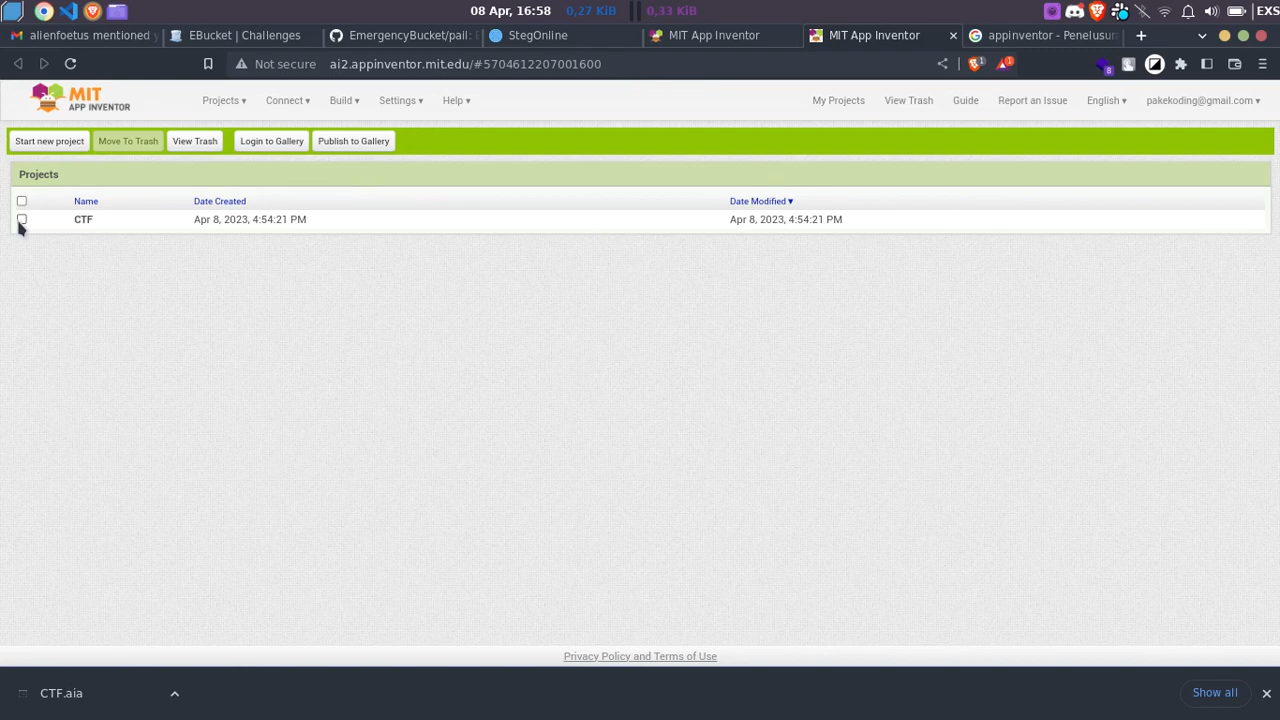 08 Apr, 16:58 0,27 KiB 0,33 KiB EXS
alienfoetus mentioned
EBucket | Challenges
EmergencyBucket/pail:
StegOnline
MIT App Inventor
MIT App Inventor
appinventor - Penelusur
Not secure ai2.appinventor.mit.edu/#5704612207001600
1 1 8
MIT
APP INVENTOR
Projects ▾ Connect ▾ Build ▾ Settings ▾ Help ▾ My Projects View Trash Guide Report an Issue English ▾ pakekoding@gmail.com ▾
Start new project Move To Trash View Trash Login to Gallery Publish to Gallery
Projects
Name Date Created Date Modified ▾
CTF Apr 8, 2023, 4:54:21 PM Apr 8, 2023, 4:54:21 PM
Privacy Policy and Terms of Use
CTF.aia Show all